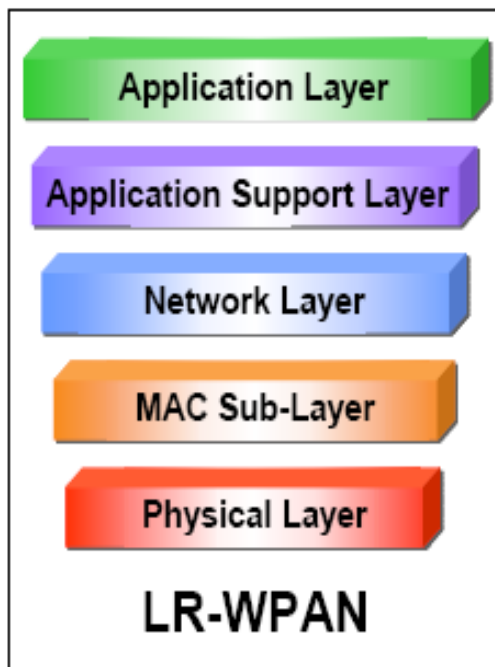 Application Layer
Application Support Layer
Network Layer
MAC Sub-Layer
Physical Layer
LR-WPAN